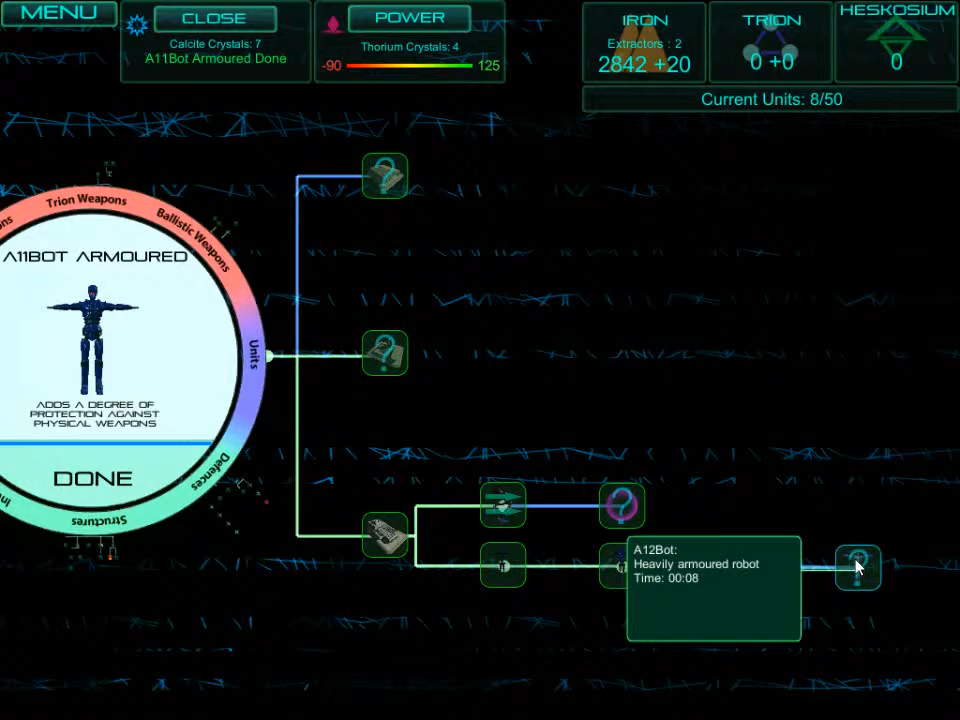 MENU
CLOSE
Calcite Crystals: 7
A11Bot Armoured Done
POWER
Thorium Crystals: 4
-90
125
IRON
Extractors : 2
2842 +20
TRION
0 +0
HESKOSIUM
0
Current Units: 8/50
Trion Weapons
Ballistic Weapons
Units
Defences
Structures
A11BOT ARMOURED
ADDS A DEGREE OF
PROTECTION AGAINST
PHYSICAL WEAPONS
DONE
A12Bot:
Heavily armoured robot
Time: 00:08